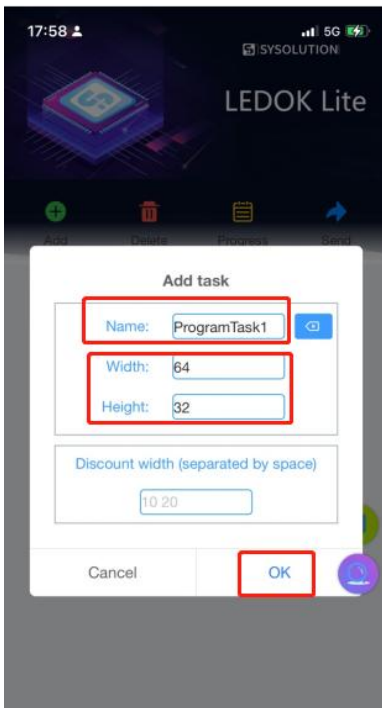 17:58 5G
SYSOLUTION
LEDOK Lite
Add Delete Progress Send
Add task
Name: ProgramTask1
Width: 64
Height: 32
Discount width (separated by space)
10 20
Cancel OK